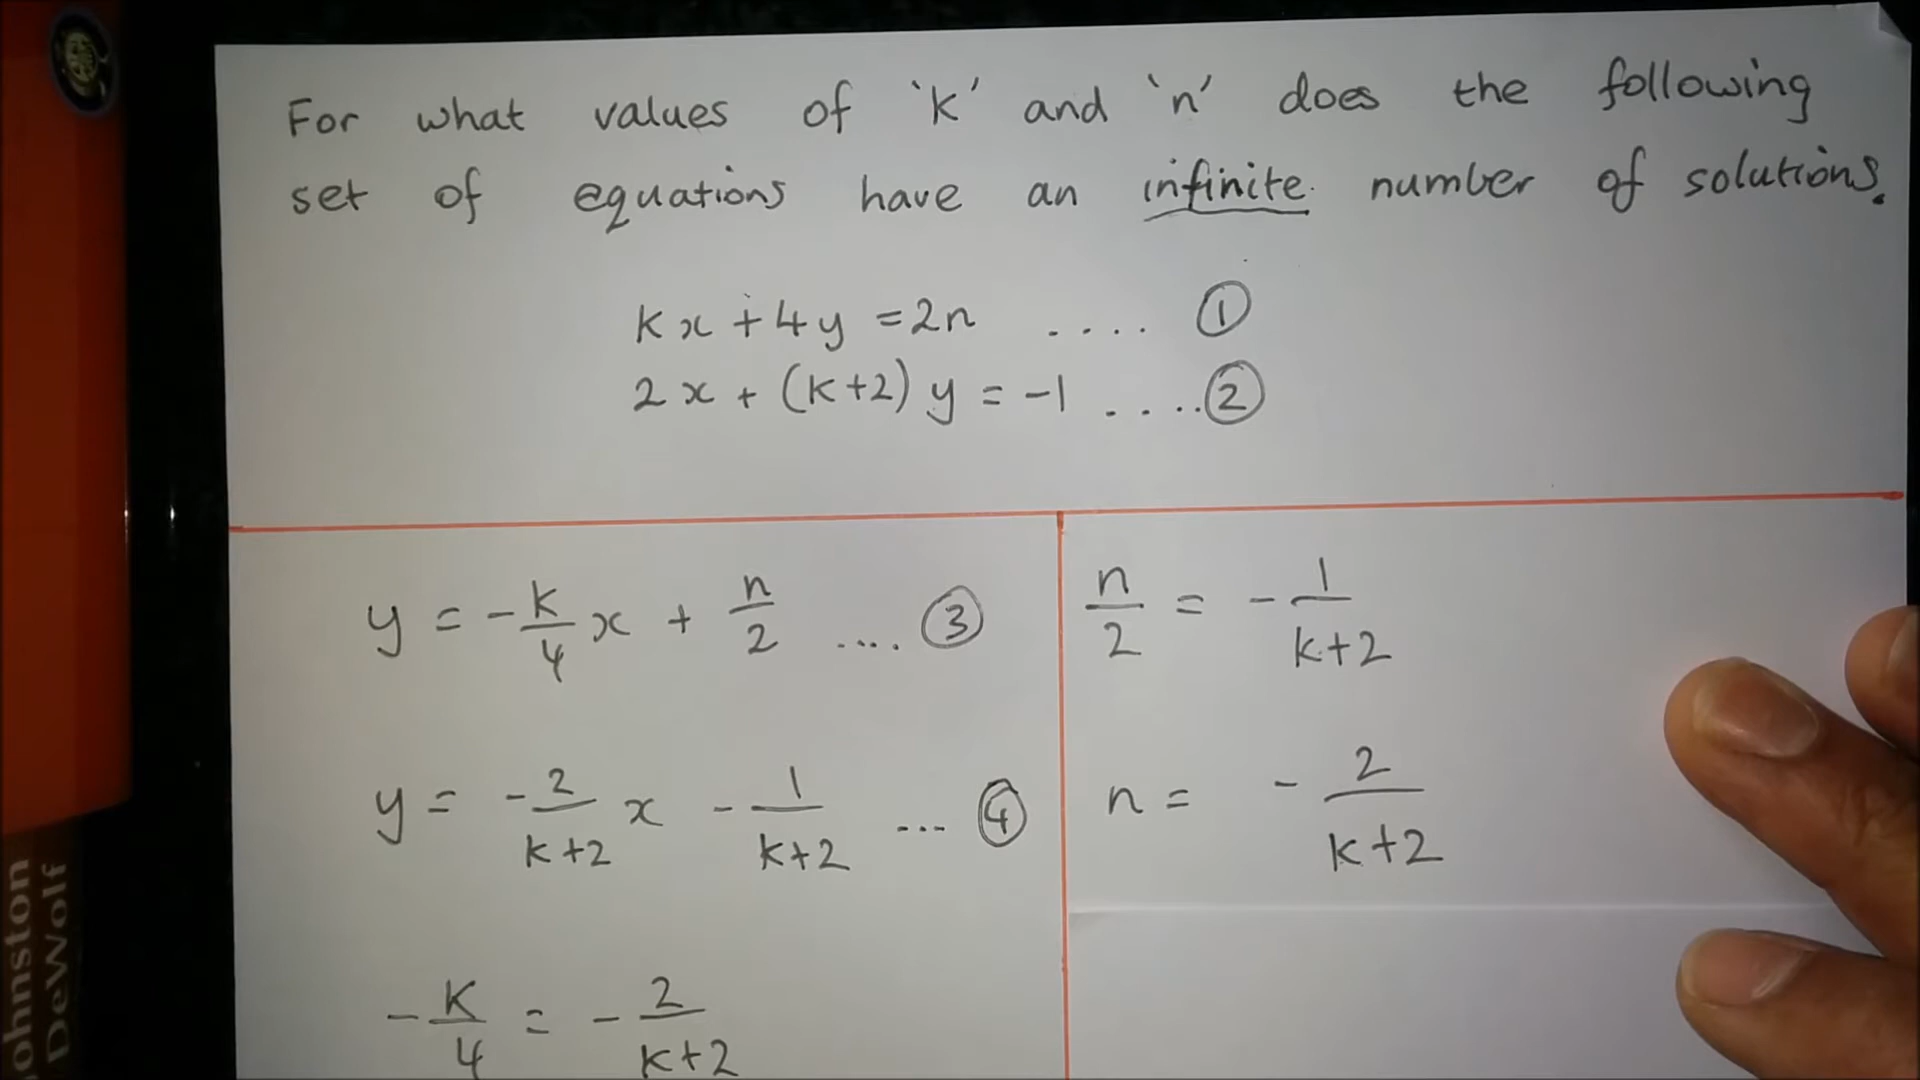 For what values of 'k' and 'n' does the following
set of equations have an infinite number of solutions.
kx + 4y = 2n .... ①
2x + (k+2) y = -1 .... ②
y = -k/4 x + n/2 .... ③
y = -2/(k+2) x - 1/(k+2) ... ④
-k/4 = -2/(k+2)
n/2 = -1/(k+2)
n = -2/(k+2)
ohnston
DeWolf